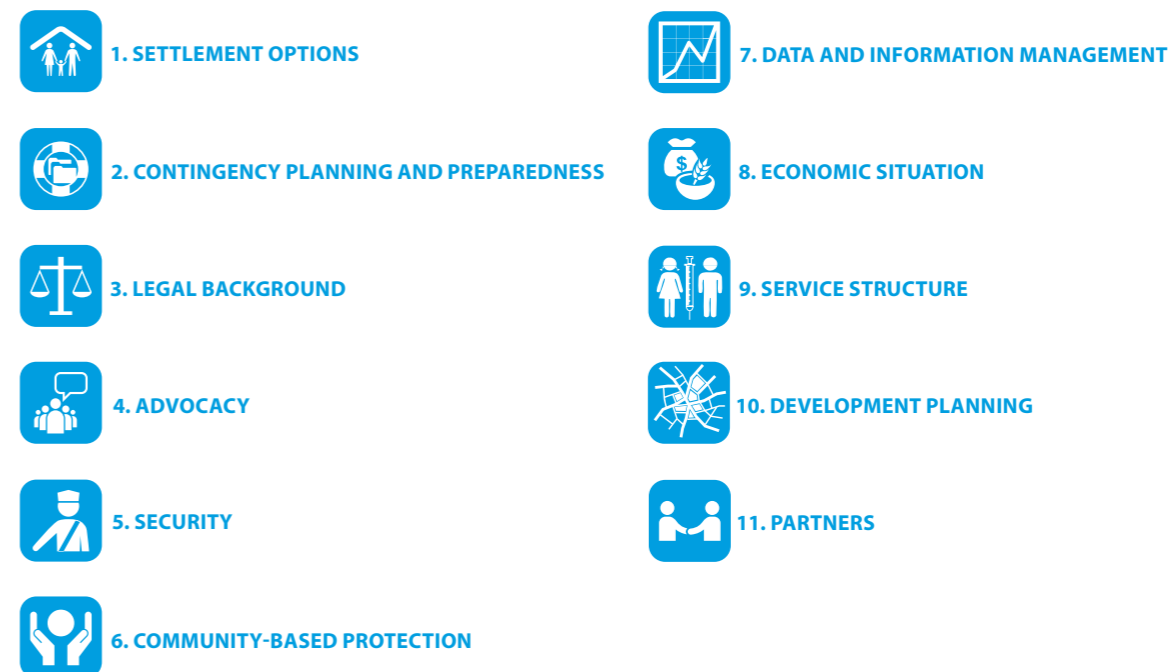 1. SETTLEMENT OPTIONS
2. CONTINGENCY PLANNING AND PREPAREDNESS
3. LEGAL BACKGROUND
4. ADVOCACY
5. SECURITY
6. COMMUNITY-BASED PROTECTION
7. DATA AND INFORMATION MANAGEMENT
$
8. ECONOMIC SITUATION
9. SERVICE STRUCTURE
10. DEVELOPMENT PLANNING
11. PARTNERS